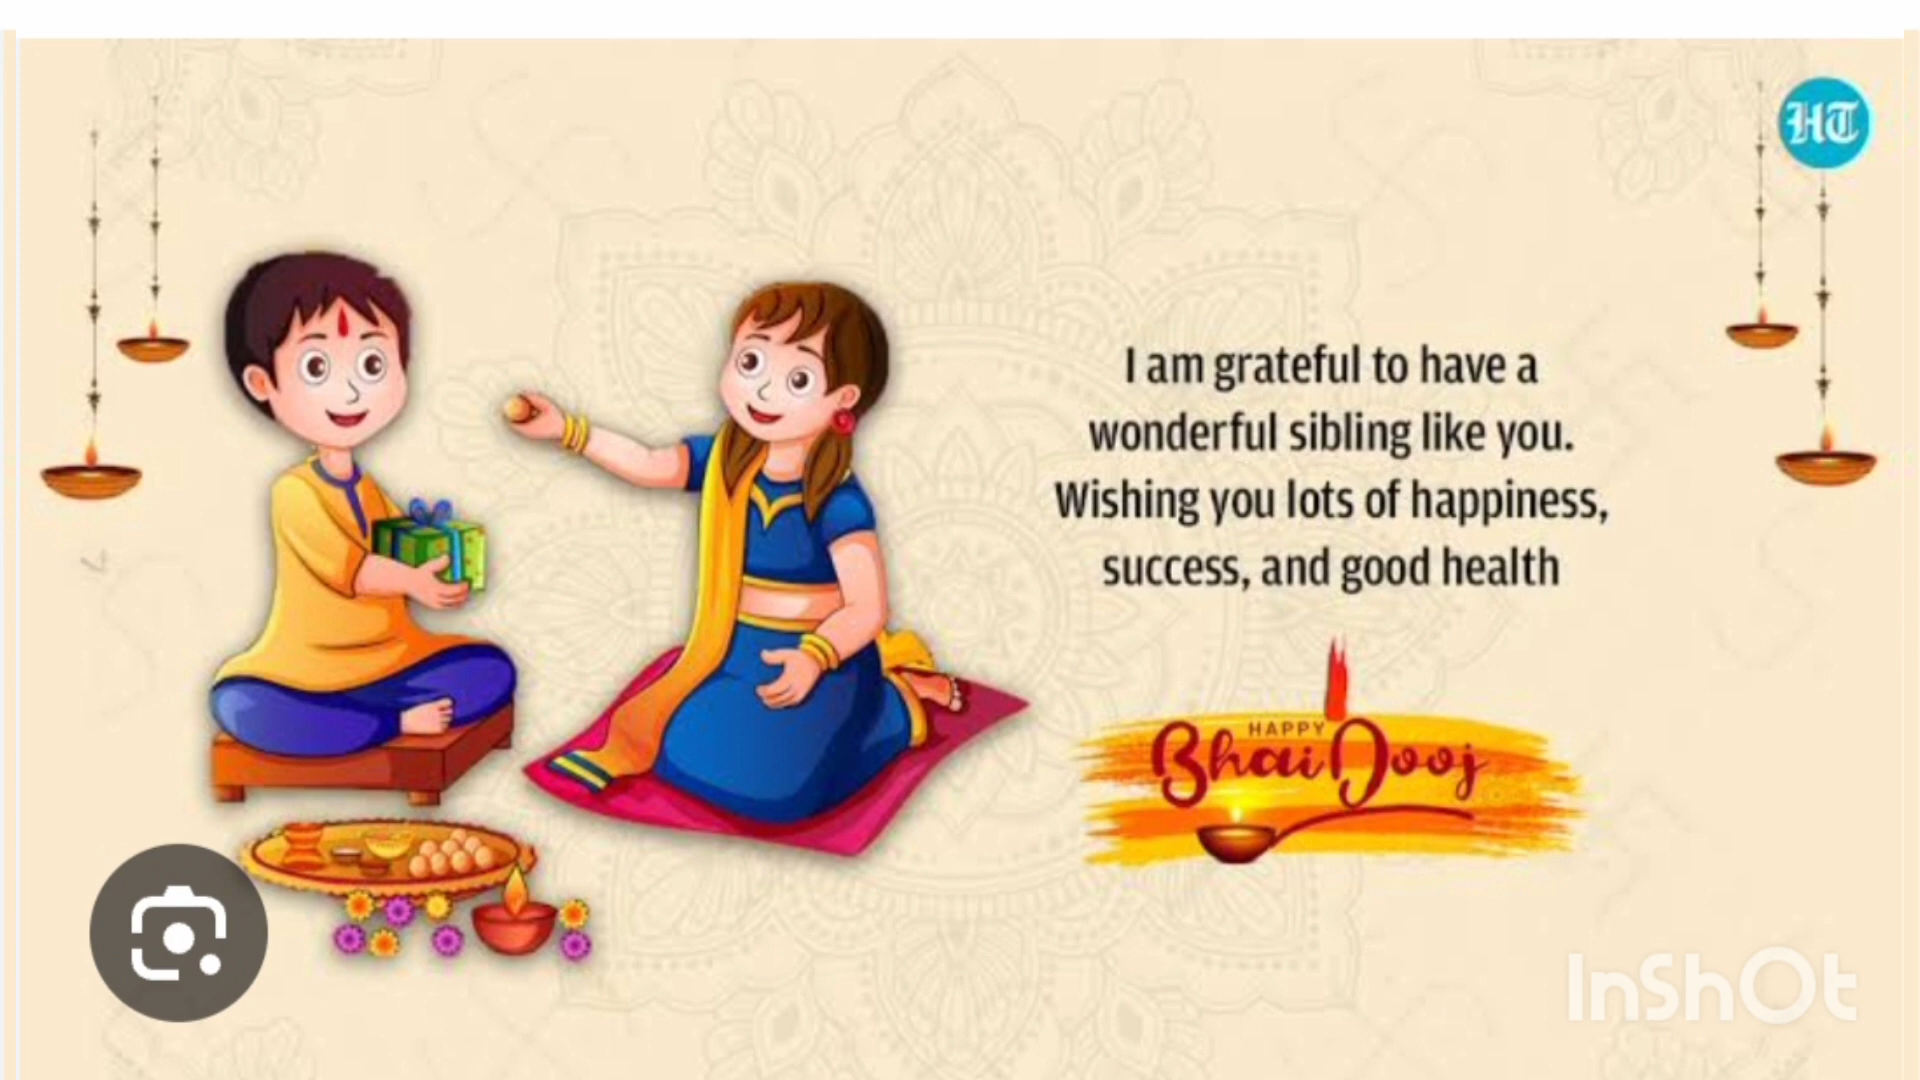 HT
I am grateful to have a
wonderful sibling like you.
Wishing you lots of happiness,
success, and good health
HAPPY
Bhai Dooj
InShOt